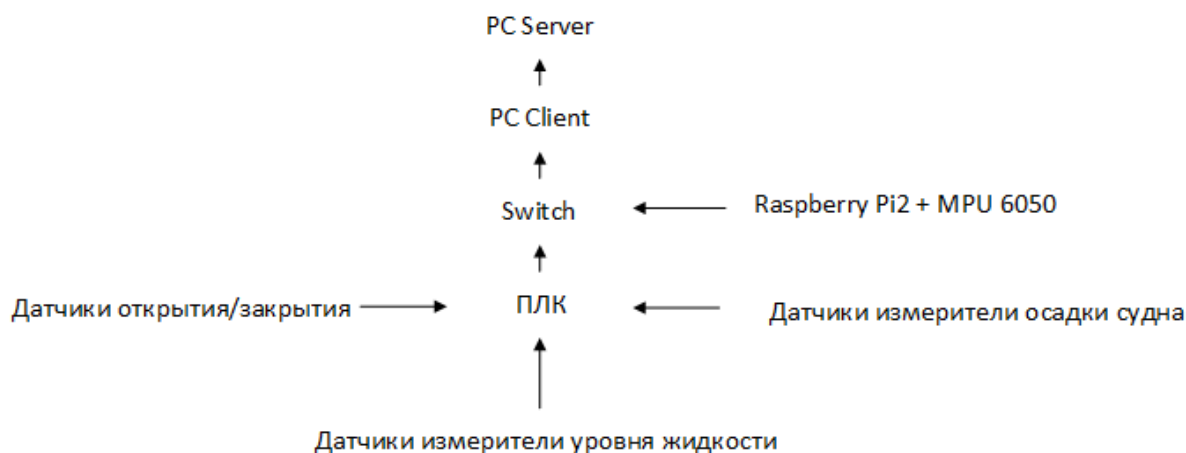 PC Server
PC Client
Switch
Raspberry Pi2 + MPU 6050
Датчики открытия/закрытия
ПЛК
Датчики измерители осадки судна
Датчики измерители уровня жидкости